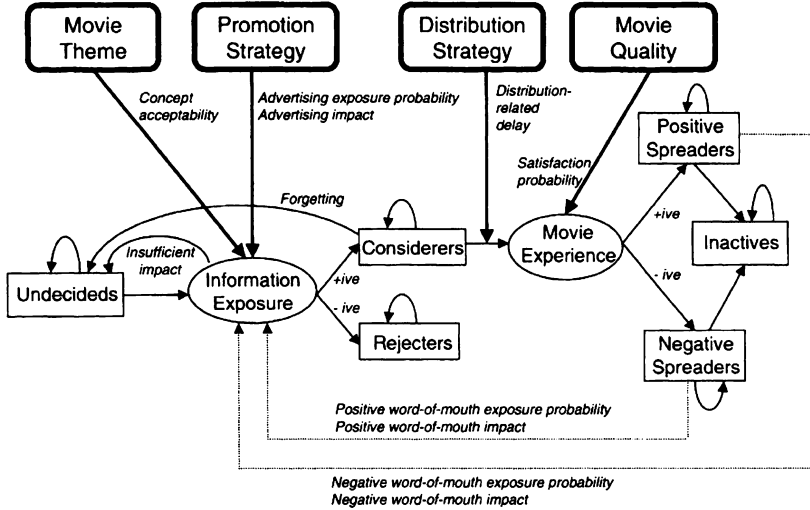 Movie
Theme
Promotion
Strategy
Distribution
Strategy
Movie
Quality
Concept
acceptability
Advertising exposure probability
Advertising impact
Distribution-
related
delay
Satisfaction
probability
Positive
Spreaders
Forgetting
Insufficient
impact
Undecideds
Information
Exposure
+ive
- ive
Considerers
Rejecters
Movie
Experience
+ive
- ive
Inactives
Negative
Spreaders
Positive word-of-mouth exposure probability
Positive word-of-mouth impact
Negative word-of-mouth exposure probability
Negative word-of-mouth impact